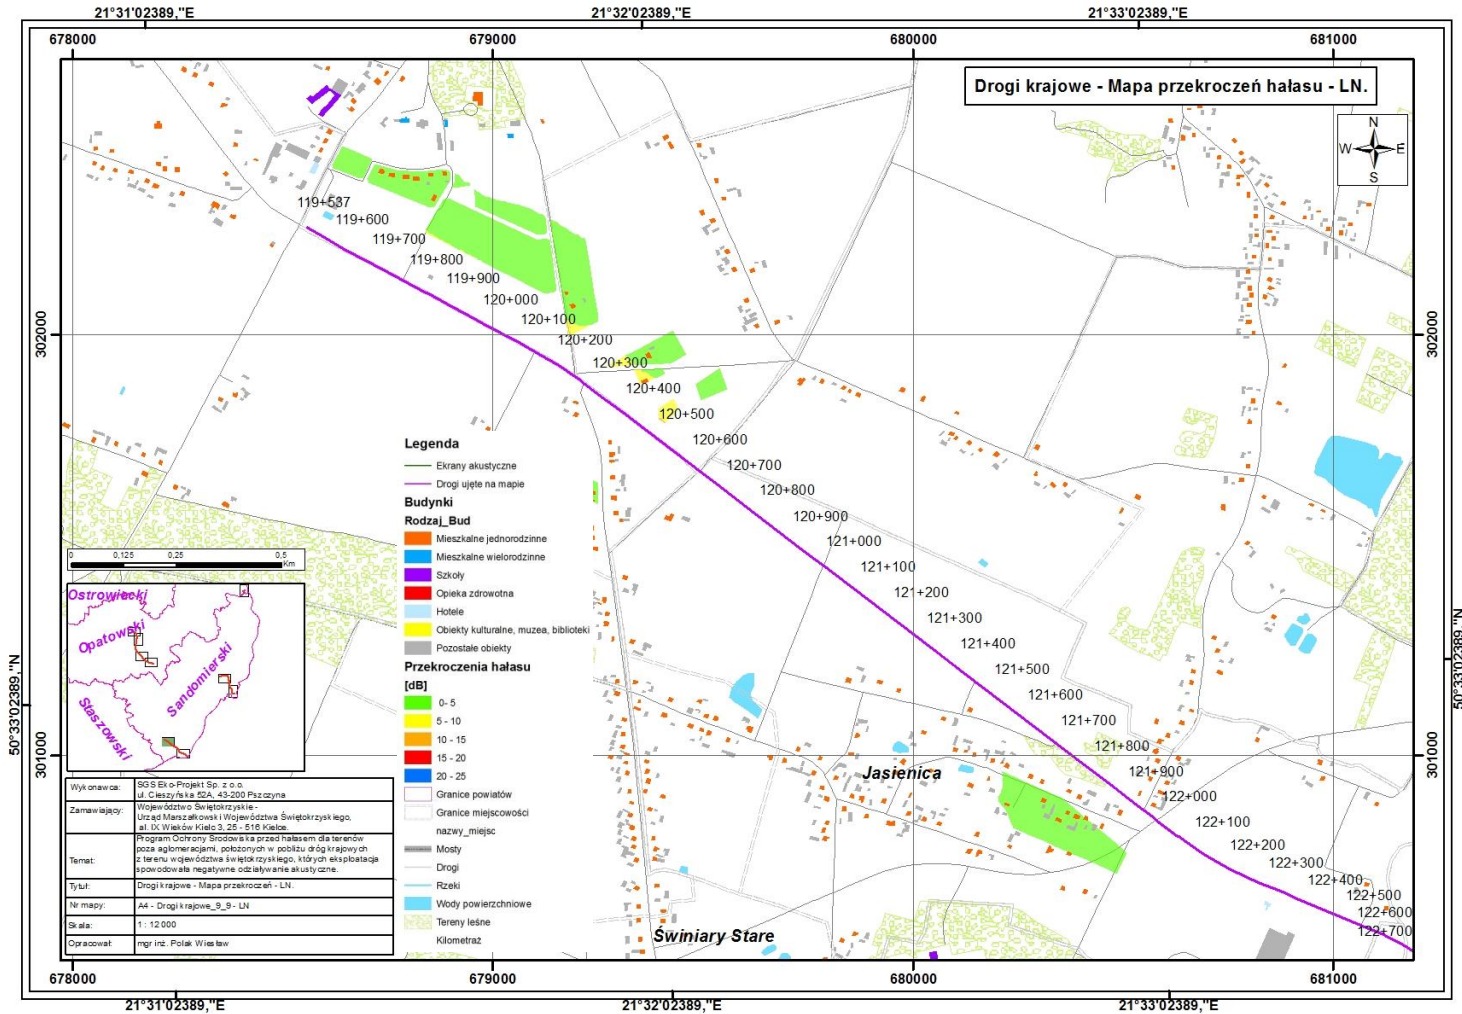 21°31'02389,"E
21°32'02389,"E
21°33'02389,"E
678000
679000
680000
681000
Drogi krajowe - Mapa przekroczeń hałasu - LN.
N
W
E
S
302000
302000
301000
301000
50°33'02389,"N
50°33'02389,"N
119+537
119+600
119+700
119+800
119+900
120+000
120+100
120+200
120+300
120+400
120+500
120+600
120+700
120+800
120+900
121+000
121+100
121+200
121+300
121+400
121+500
121+600
121+700
121+800
121+900
122+000
122+100
122+200
122+300
122+400
122+500
122+600
122+700
Jasienica
Świniary Stare
Legenda
Ekrany akustyczne
Drogi ujęte na mapie
Budynki
Rodzaj_Bud
Mieszkalne jednorodzinne
Mieszkalne wielorodzinne
Szkoły
Opieka zdrowotna
Hotele
Obiekty kulturalne, muzea, biblioteki
Pozostałe obiekty
Przekroczenia hałasu
[dB]
0- 5
5 - 10
10 - 15
15 - 20
20 - 25
Granice powiatów
Granice miejscowości
nazwy_miejsc
Mosty
Drogi
Rzeki
Wody powierzchniowe
Tereny leśne
Kilometraż
0
0,125
0,25
0,5
Km
Ostrowiecki
Opatowski
Sandomierski
Staszowski
Wykonawca:
SGS Eko-Projekt Sp. z o.o.
ul. Cieszyńska 52A, 43-200 Pszczyna
Zamawiający:
Województwo Świętokrzyskie -
Urząd Marszałkowski Województwa Świętokrzyskiego,
al. IX Wieków Kielc 3, 25 - 516 Kielce.
Temat:
Program Ochrony Środowiska przed hałasem dla terenów
poza aglomeracjami, położonych w pobliżu dróg krajowych
z terenu województwa świętokrzyskiego, których eksploatacja
spowodowała negatywne odziaływanie akustyczne.
Tytuł:
Drogi krajowe - Mapa przekroczeń - LN.
Nr mapy:
A4 - Drogi krajowe_9_9 - LN
Skala:
1 : 12 000
Opracował:
mgr inż. Polak Wiesław
678000
679000
680000
681000
21°31'02389,"E
21°32'02389,"E
21°33'02389,"E